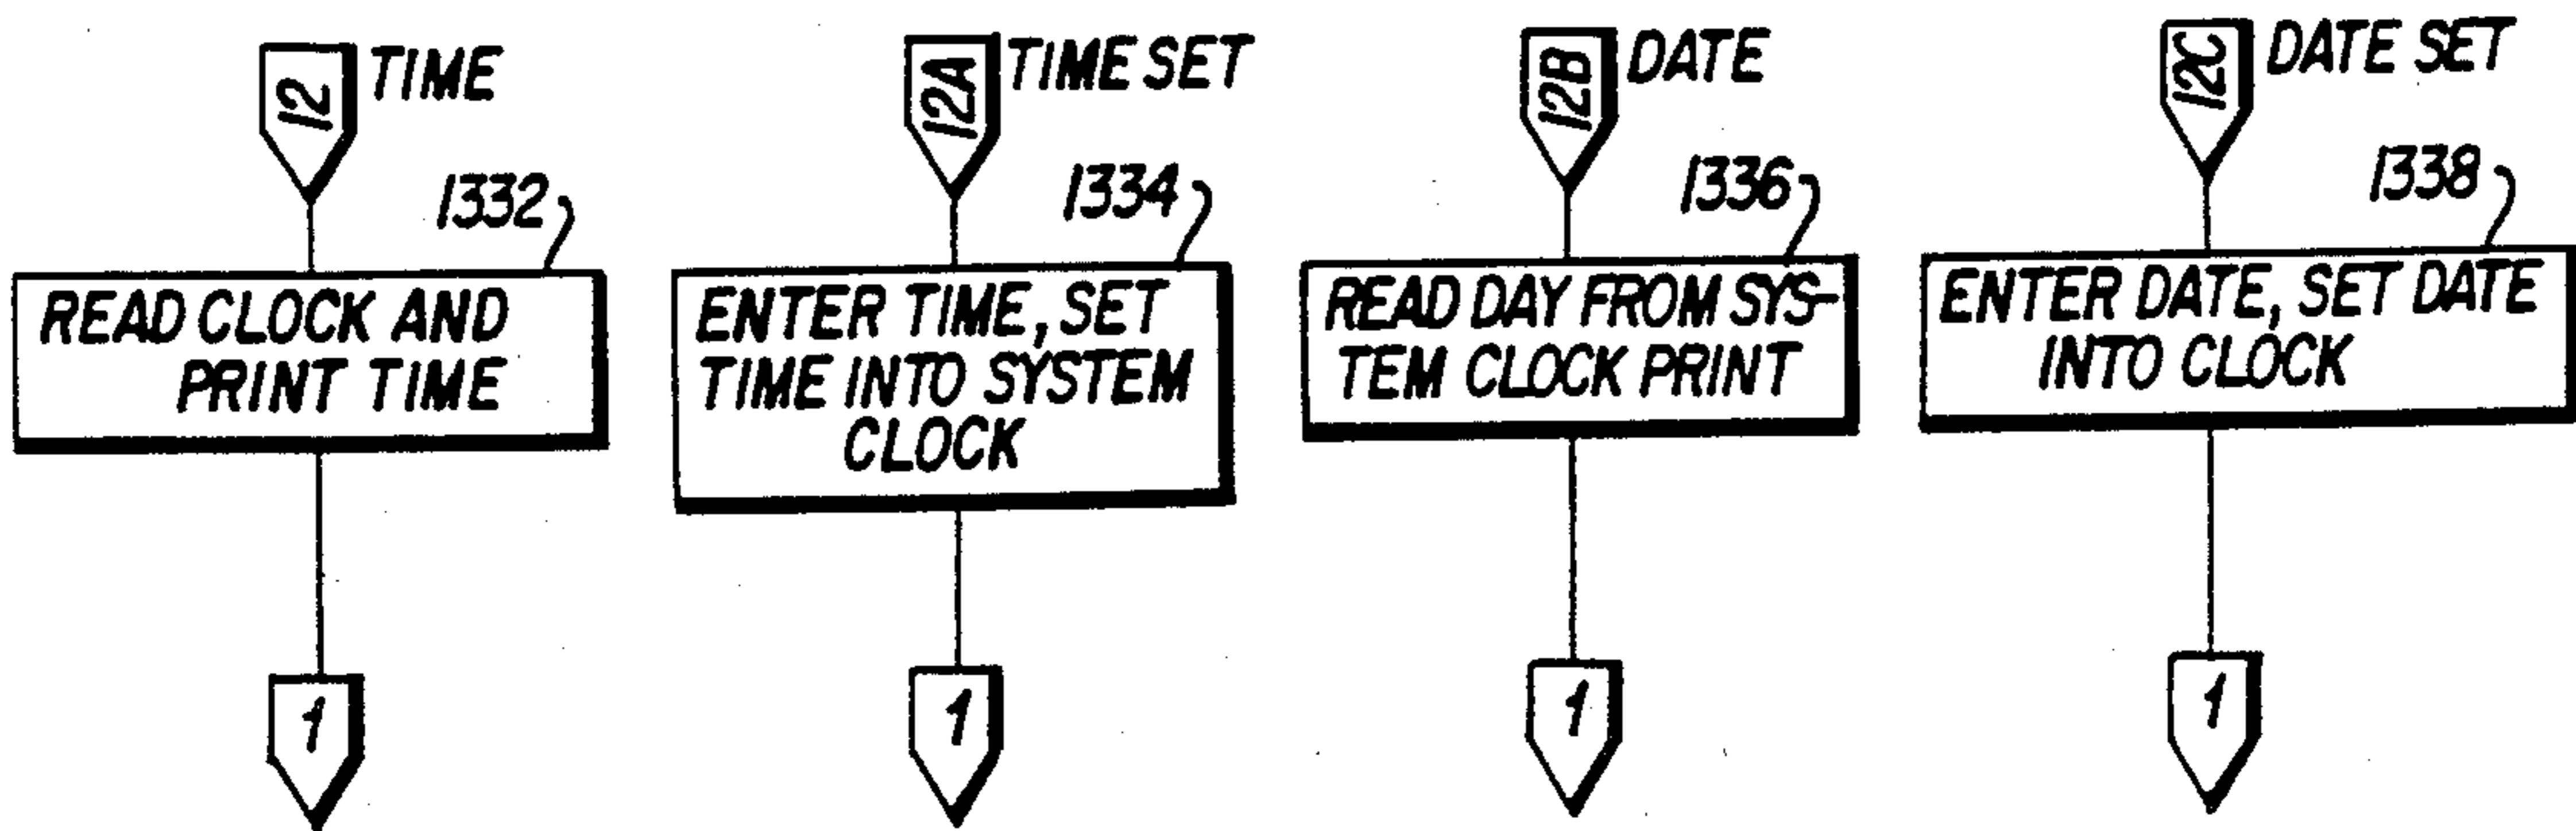 12 TIME
1332
READ CLOCK AND
PRINT TIME
1
12A TIME SET
1334
ENTER TIME, SET
TIME INTO SYSTEM
CLOCK
1
12B DATE
1336
READ DAY FROM SYS-
TEM CLOCK PRINT
1
12C DATE SET
1338
ENTER DATE, SET DATE
INTO CLOCK
1